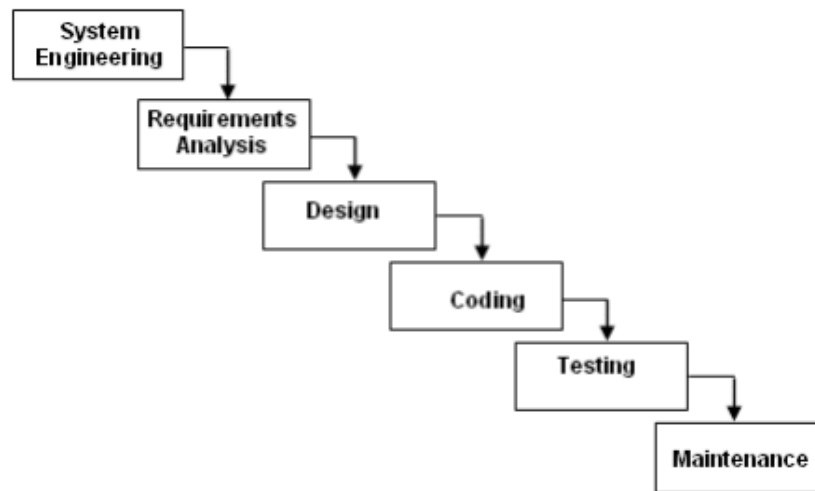 System
Engineering
Requirements
Analysis
Design
Coding
Testing
Maintenance